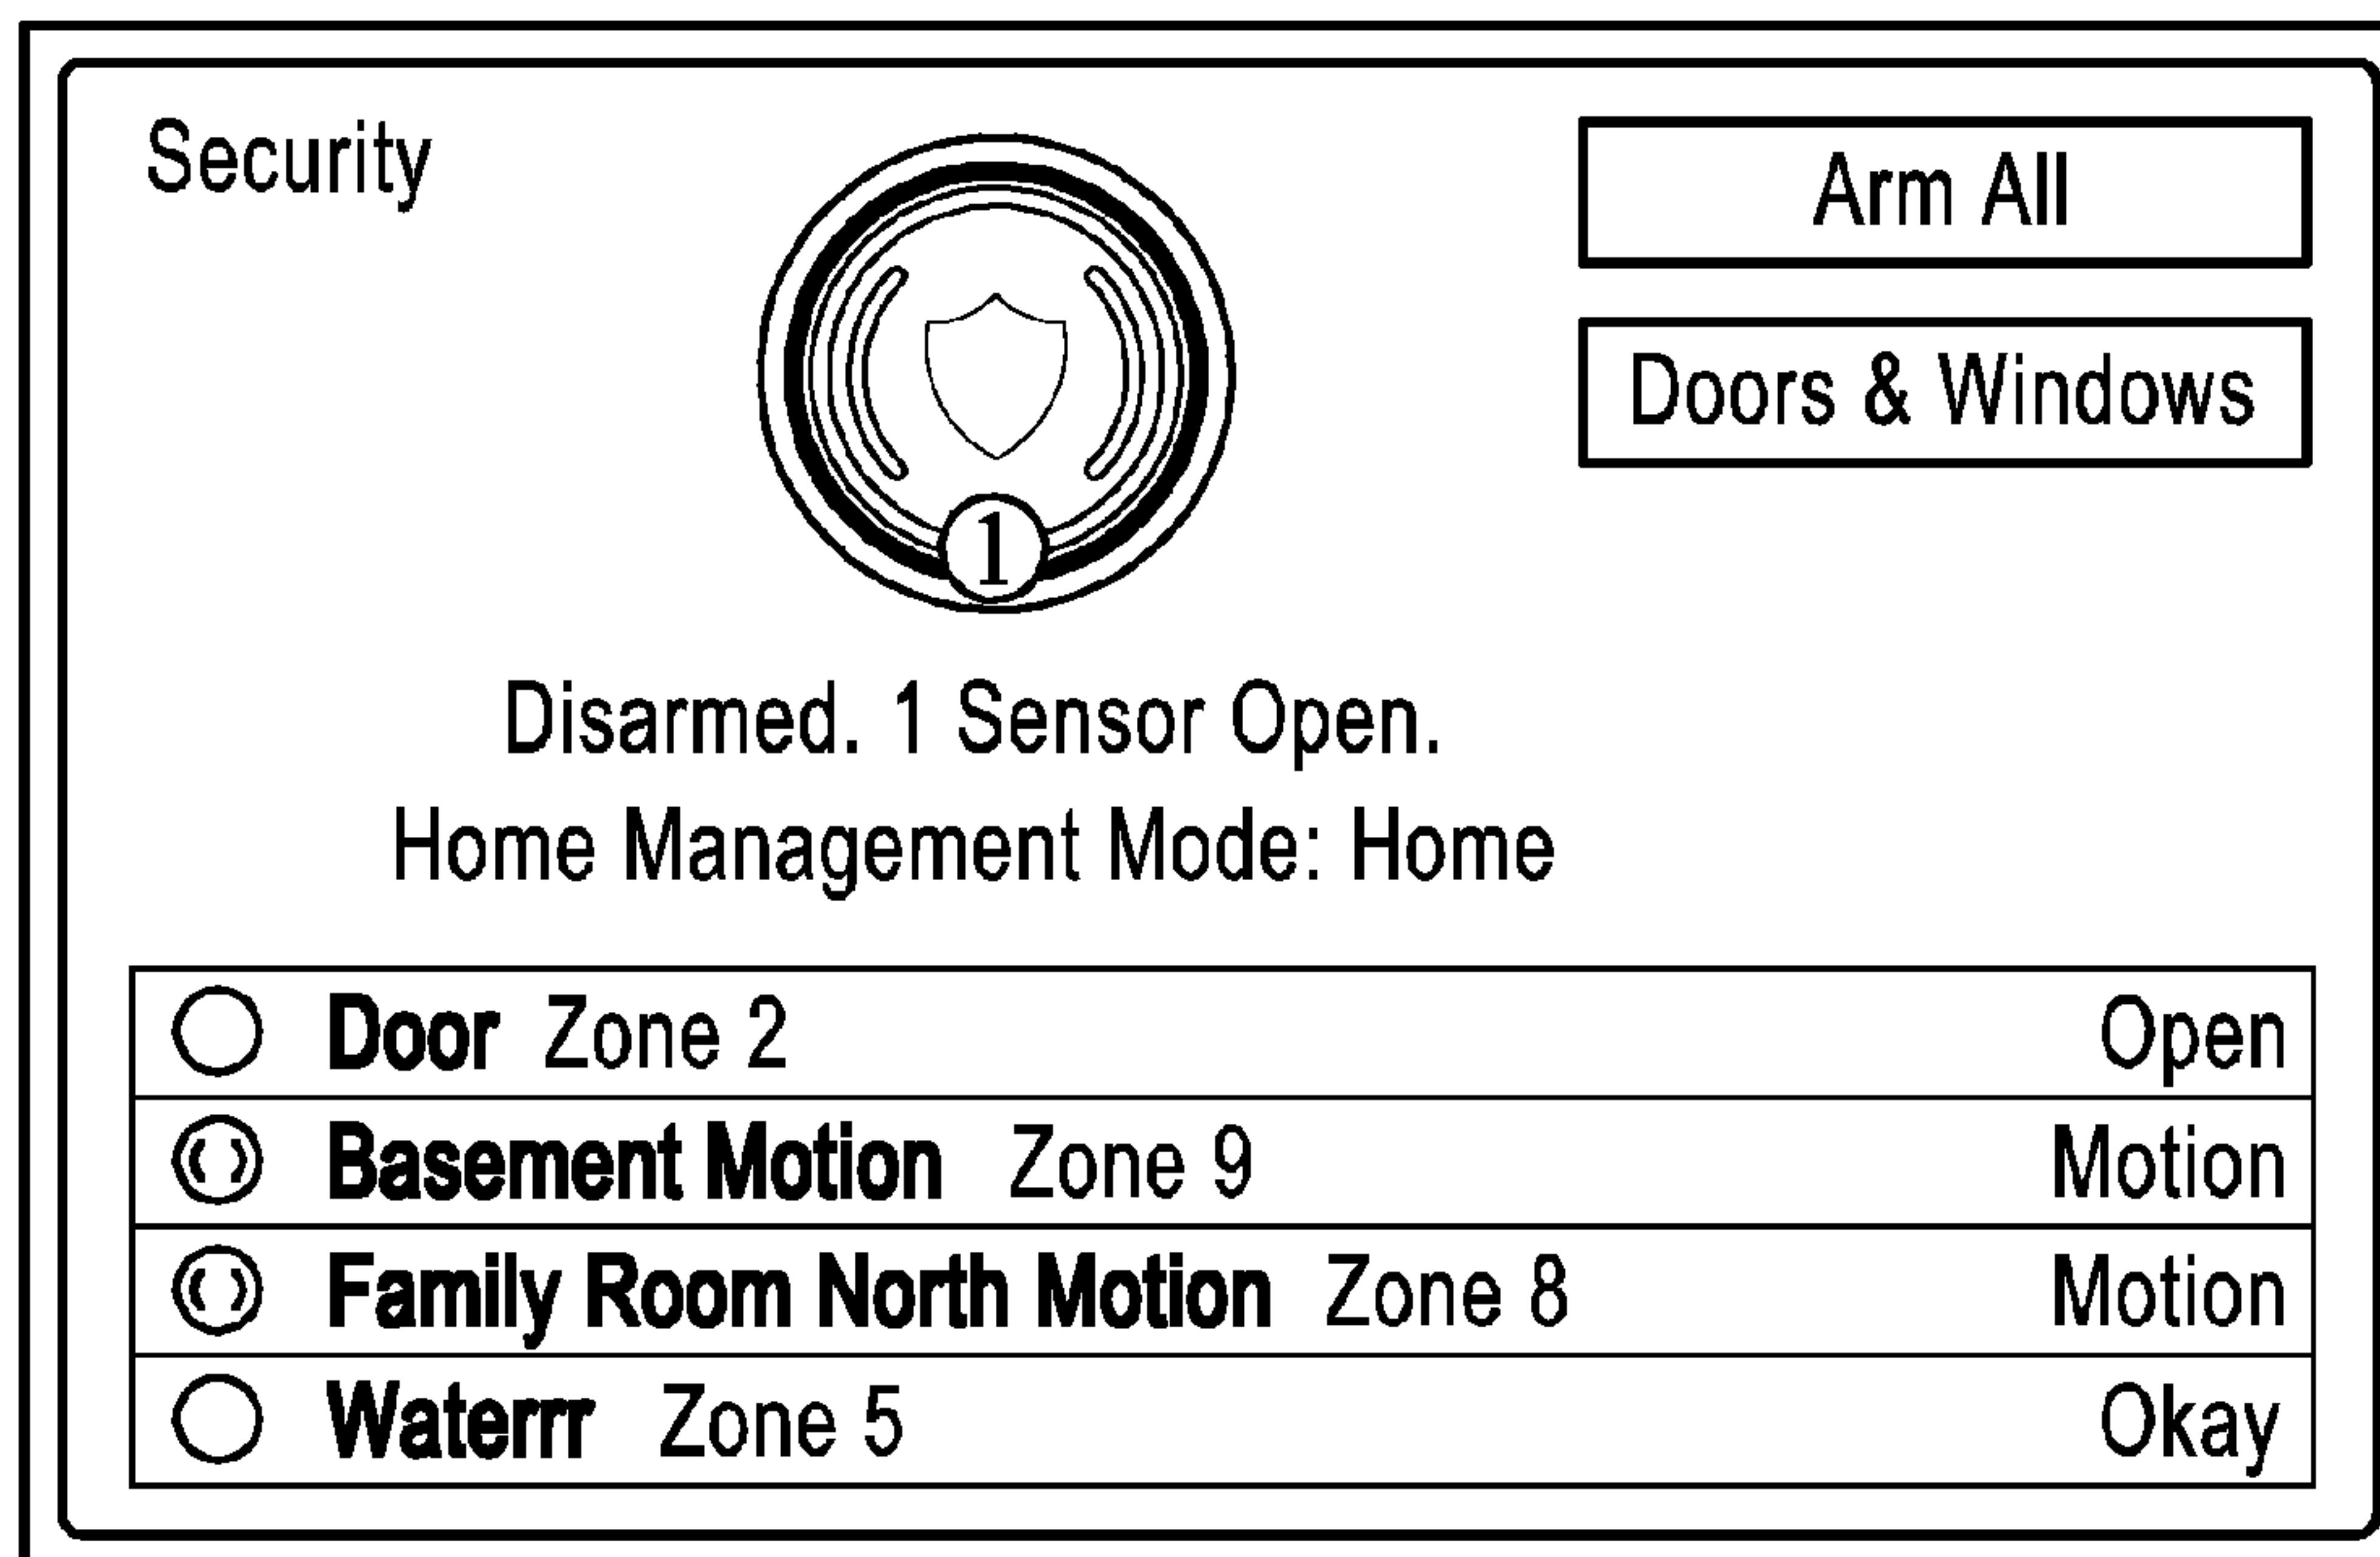 Security
Arm All
Doors & Windows
1
Disarmed. 1 Sensor Open.
Home Management Mode: Home
Door Zone 2 Open
Basement Motion Zone 9 Motion
Family Room North Motion Zone 8 Motion
Waterrr Zone 5 Okay